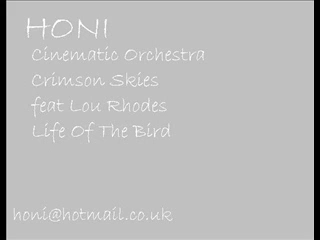 HONI
Cinematic Orchestra
Crimson Skies
feat Lou Rhodes
Life Of The Bird
honi@hotmail.co.uk